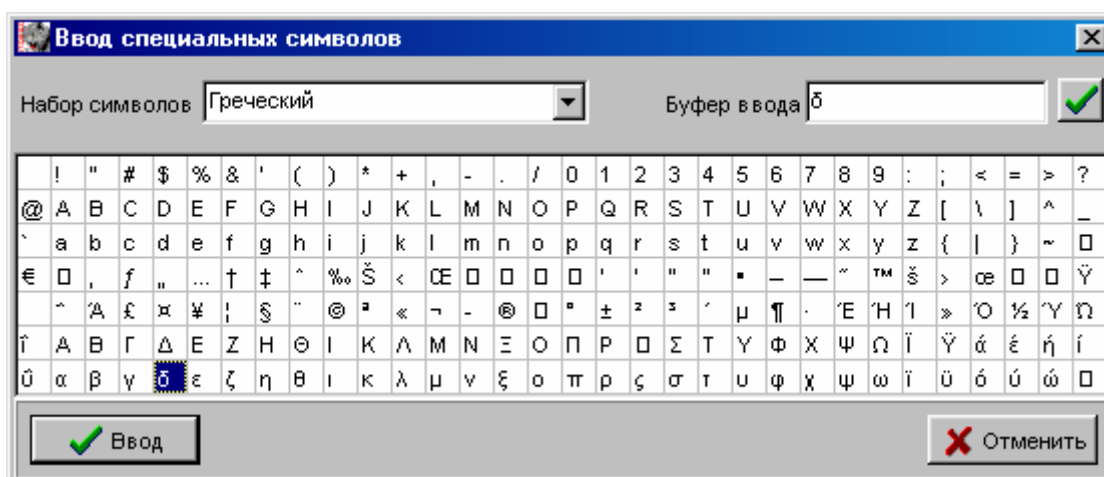 Ввод специальных символов
Набор символов Греческий Буфер ввода δ
! " # $ % & ' ( ) * + , - . / 0 1 2 3 4 5 6 7 8 9 : ; < = > ?
@ A B C D E F G H I J K L M N O P Q R S T U V W X Y Z [ \ ] ^ _
` a b c d e f g h i j k l m n o p q r s t u v w x y z { | } ~ □
€ □ ‚ ƒ „ … † ‡ ˆ ‰ Š ‹ Œ □ □ □ □ ' ' " " ▪ – — ˜ ™ š › œ □ □ Ÿ
΅ Ά £ ¤ ¥ ¦ § ¨ © ª « ¬ - ® □ ° ± ² ³ ΄ µ ¶ · Έ Ή Ί » Ό ½ Ύ Ώ
ΐ Α Β Γ Δ Ε Ζ Η Θ Ι Κ Λ Μ Ν Ξ Ο Π Ρ □ Σ Τ Υ Φ Χ Ψ Ω Ϊ Ϋ ά έ ή ί
ΰ α β γ δ ε ζ η θ ι κ λ μ ν ξ ο π ρ ς σ τ υ φ χ ψ ω ϊ ϋ ό ύ ώ □
Ввод Отменить